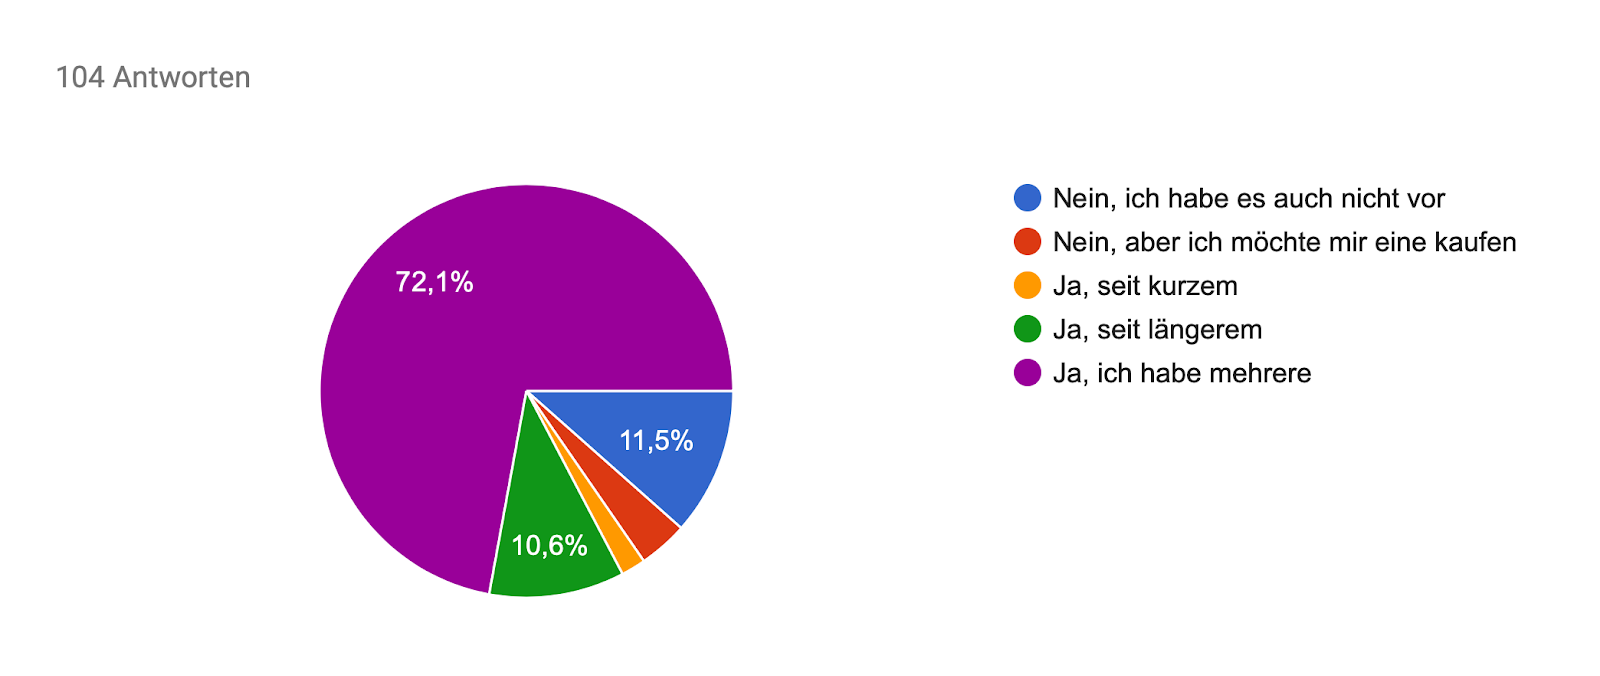 104 Antworten
Nein, ich habe es auch nicht vor
Nein, aber ich möchte mir eine kaufen
Ja, seit kurzem
Ja, seit längerem
Ja, ich habe mehrere
72,1%
11,5%
10,6%